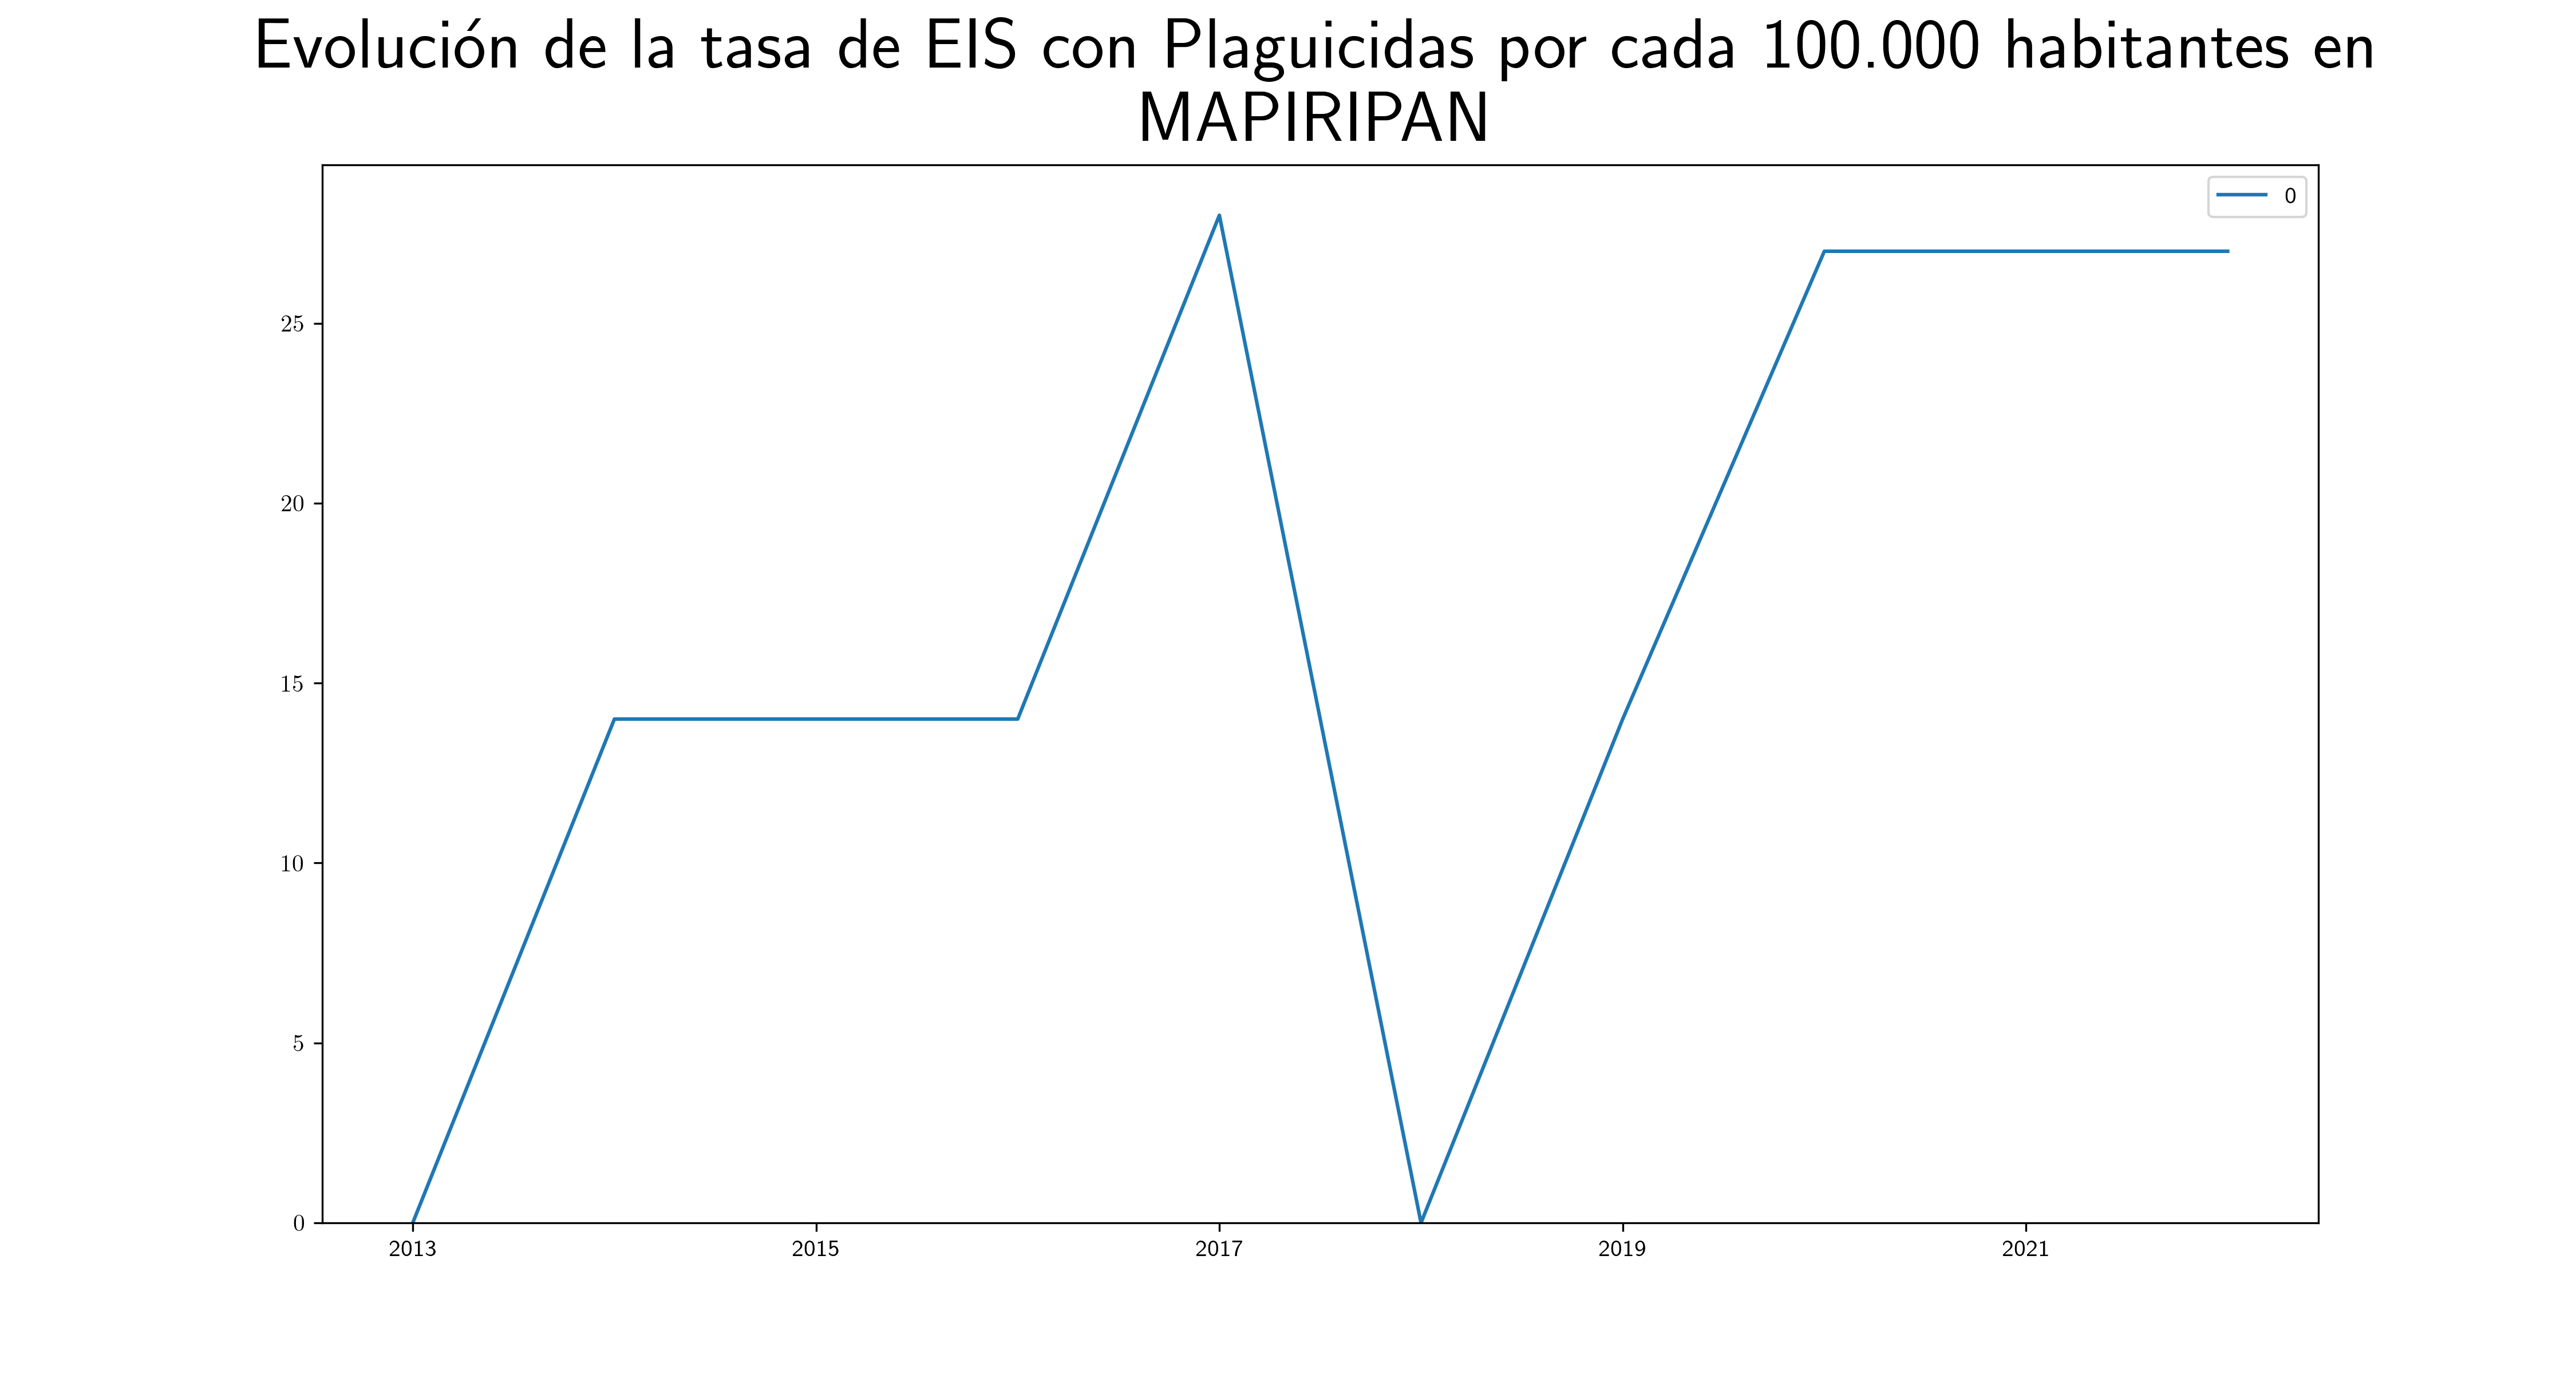 Evolución de la tasa de EIS con Plaguicidas por cada 100.000 habitantes en
MAPIRIPAN
0
25
20
15
10
5
0
2013 2015 2017 2019 2021